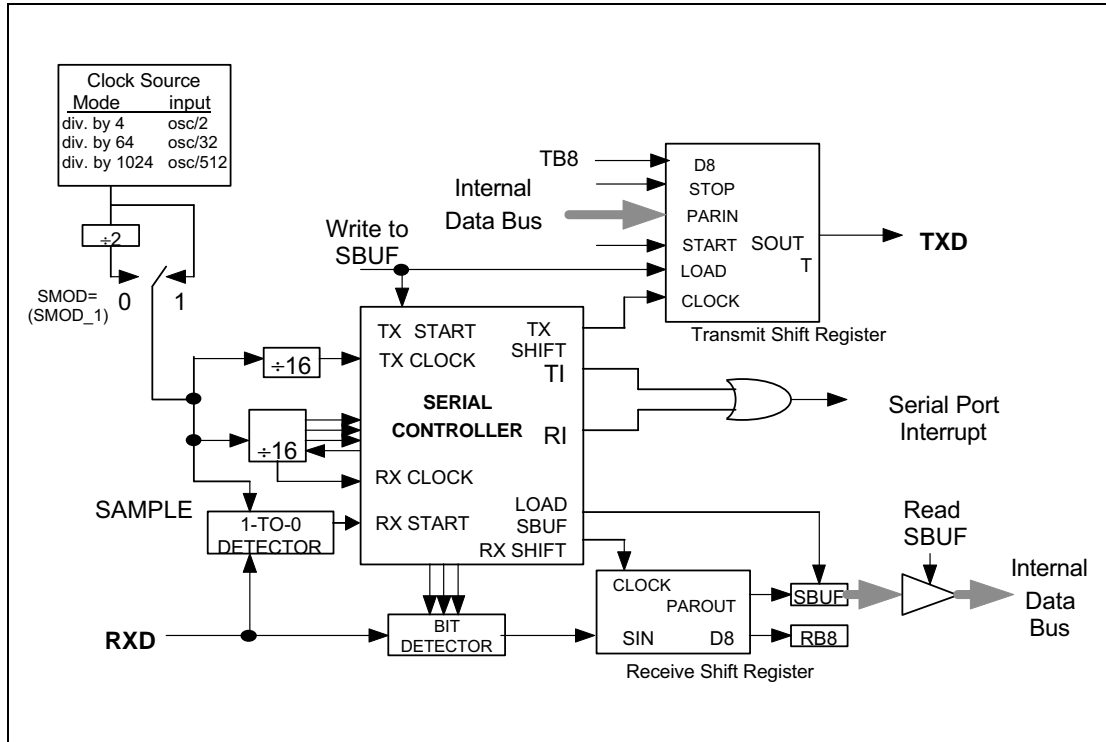 Clock Source
Mode input
div. by 4 osc/2
div. by 64 osc/32
div. by 1024 osc/512
÷2
SMOD=
(SMOD_1)
0
1
TB8
Internal
Data Bus
Write to
SBUF
D8
STOP
PARIN
START
SOUT
T
LOAD
CLOCK
Transmit Shift Register
TXD
÷16
÷16
TX START
TX CLOCK
TX
SHIFT
TI
SERIAL
CONTROLLER
RI
RX CLOCK
RX START
LOAD
SBUF
RX SHIFT
Serial Port
Interrupt
SAMPLE
1-TO-0
DETECTOR
RXD
BIT
DETECTOR
CLOCK
PAROUT
SIN
D8
Receive Shift Register
SBUF
RB8
Read
SBUF
Internal
Data
Bus